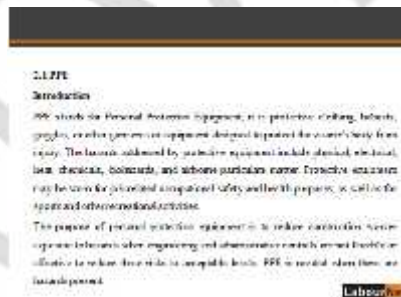 2.1 PPE
Introduction
PPE stands for Personal Protective Equipment, it is protective clothing, helmets,
goggles, or other garments or equipment designed to protect the wearer's body from
injury. The hazards addressed by protective equipment include physical, electrical,
heat, chemicals, biohazards, and airborne particulate matter. Protective equipment
may be worn for job-related occupational safety and health purposes, as well as for
sports and other recreational activities.
The purpose of personal protective equipment is to reduce construction worker
exposure to hazards when engineering and administrative controls are not feasible or
effective to reduce these risks to acceptable levels. PPE is needed when there are
hazards present.
Labour